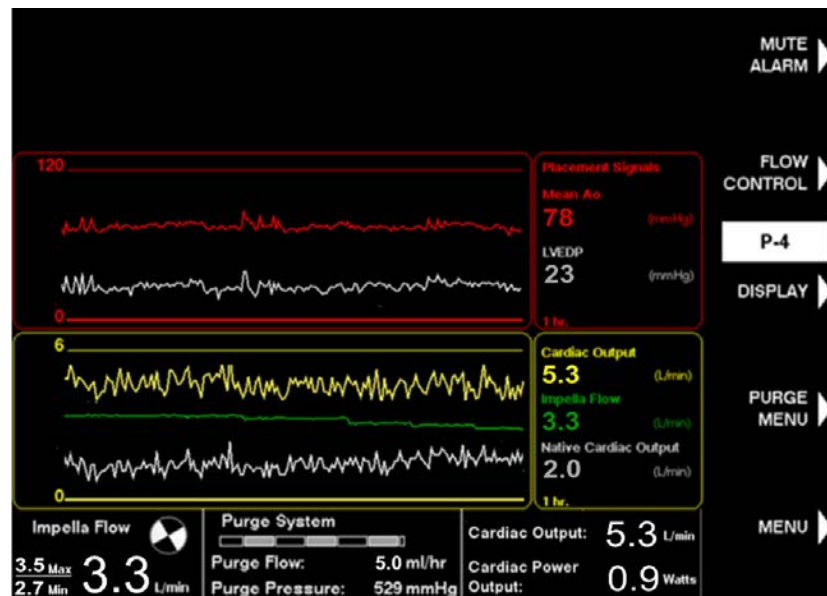 MUTE
ALARM
120
Placement Signals
Mean Ao
78 (mmHg)
LVEDP
23 (mmHg)
0
1 hr.
FLOW
CONTROL
P-4
DISPLAY
6
Cardiac Output
5.3 (L/min)
Impella Flow
3.3 (L/min)
Native Cardiac Output
2.0 (L/min)
0
1 hr.
PURGE
MENU
MENU
Impella Flow
3.5 Max
2.7 Min
3.3 L/min
Purge System
Purge Flow: 5.0 ml/hr
Purge Pressure: 529 mmHg
Cardiac Output: 5.3 L/min
Cardiac Power
Output: 0.9 Watts